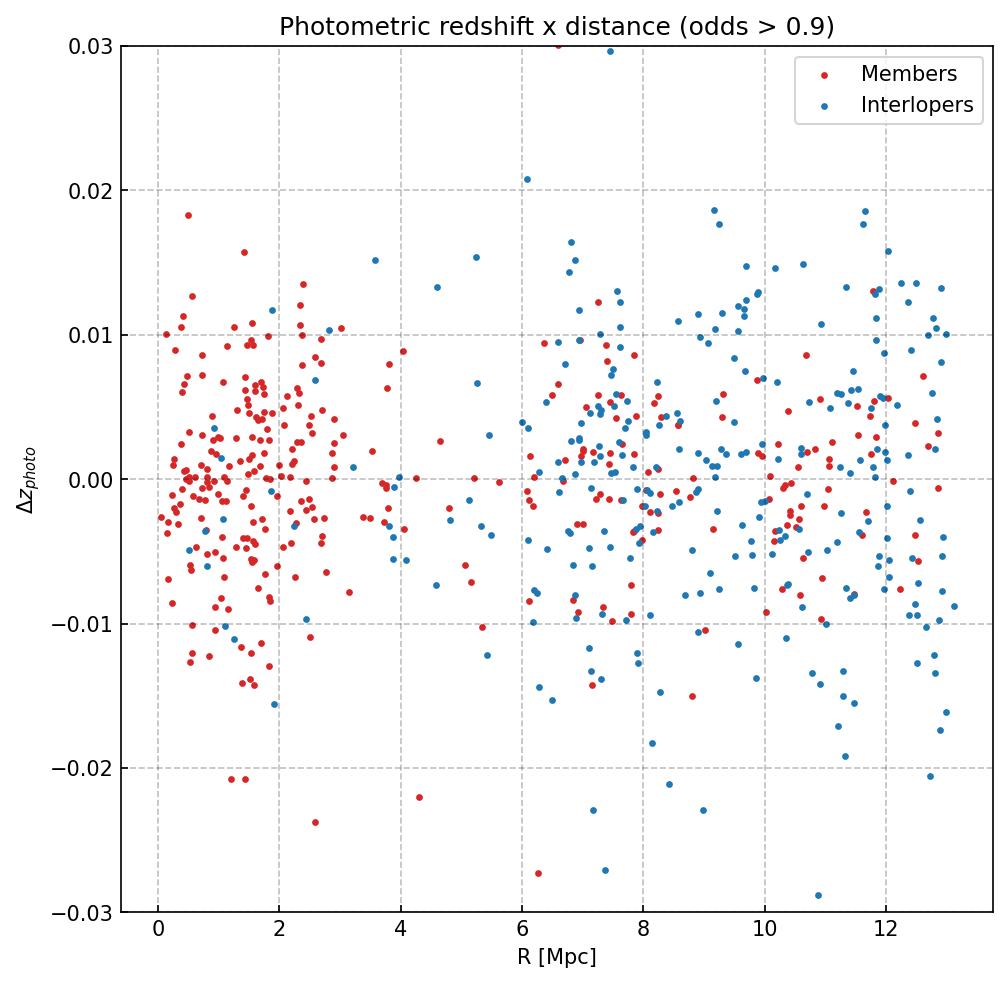 Photometric redshift x distance (odds > 0.9)
Members
Interlopers
0.03
0.02
0.01
0.00
−0.01
−0.02
−0.03
Δz_photo
0 2 4 6 8 10 12
R [Mpc]